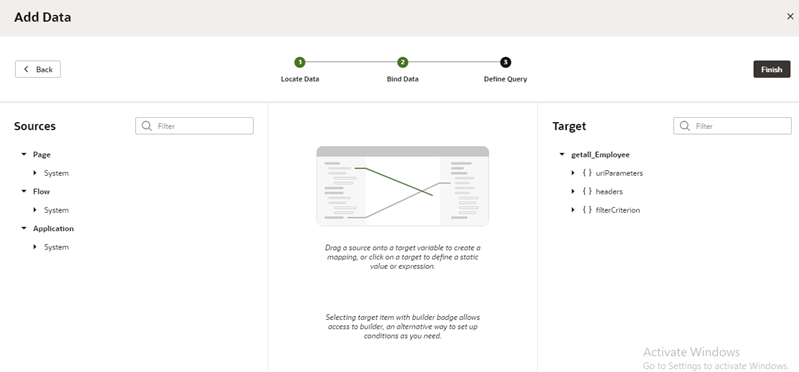 Add Data
Back
1
2
3
Locate Data
Bind Data
Define Query
Finish
Sources
Filter
Page
System
Flow
System
Application
System
Drag a source onto a target variable to create a
mapping, or click on a target to define a static
value or expression.
Selecting target item with builder badge allows
access to builder, an alternative way to set up
conditions as you need.
Target
Filter
getall_Employee
{ } uriParameters
{ } headers
{ } filterCriterion
Activate Windows
Go to Settings to activate Windows.